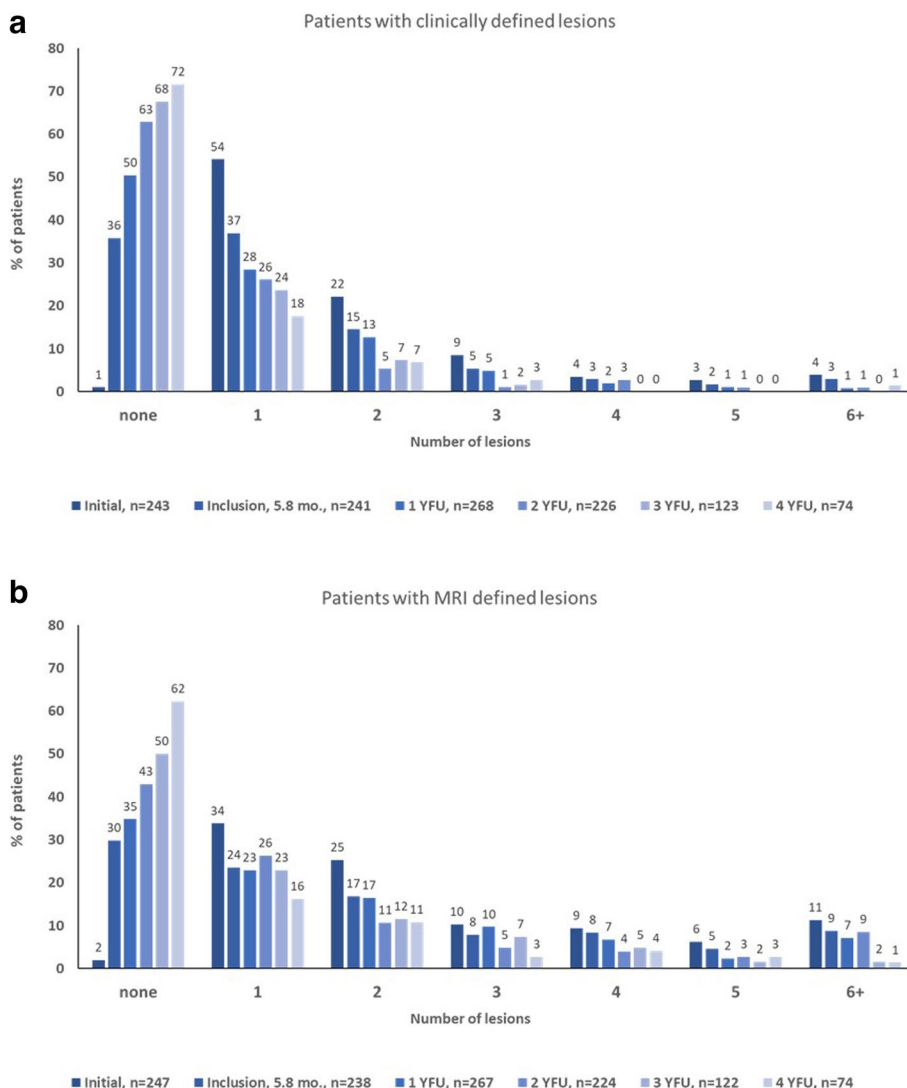 a
Patients with clinically defined lesions
80
70
60
50
40
30
20
10
0
% of patients
1 36 50 63 68 72
54 37 28 26 24 18
22 15 13 5 7 7
9 5 5 1 2 3
4 3 2 3 0 0
3 2 1 1 0 0
4 3 1 1 0 1
none 1 2 3 4 5 6+
Number of lesions
Initial, n=243 Inclusion, 5.8 mo., n=241 1 YFU, n=268 2 YFU, n=226 3 YFU, n=123 4 YFU, n=74
b
Patients with MRI defined lesions
80
70
60
50
40
30
20
10
0
% of patients
2 30 35 43 50 62
34 24 23 26 23 16
25 17 17 11 12 11
10 8 10 5 7 3
9 8 7 4 5 4
6 5 2 3 2 3
11 9 7 9 2 1
none 1 2 3 4 5 6+
Number of lesions
Initial, n=247 Inclusion, 5.8 mo., n=238 1 YFU, n=267 2 YFU, n=224 3 YFU, n=122 4 YFU, n=74